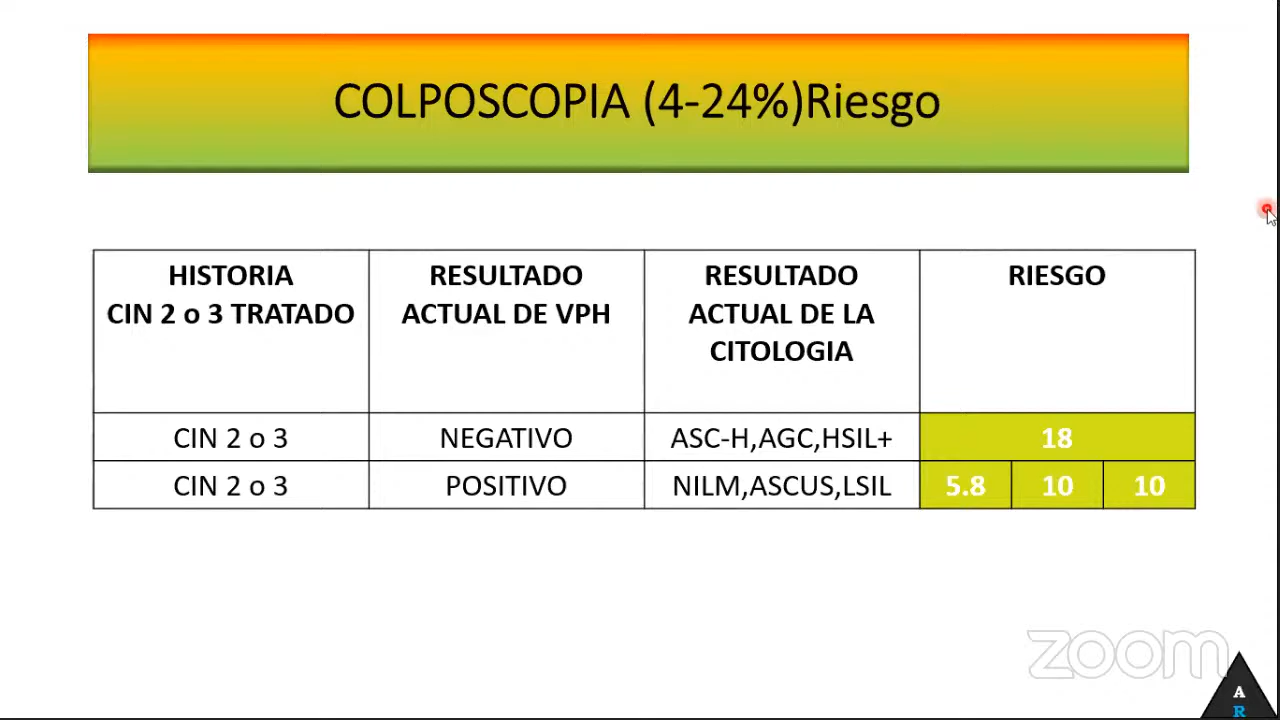 COLPOSCOPIA (4-24%)Riesgo
HISTORIA
CIN 2 o 3 TRATADO
RESULTADO
ACTUAL DE VPH
RESULTADO
ACTUAL DE LA
CITOLOGIA
RIESGO
CIN 2 o 3 NEGATIVO ASC-H,AGC,HSIL+ 18
CIN 2 o 3 POSITIVO NILM,ASCUS,LSIL 5.8 10 10
zoom
A
R